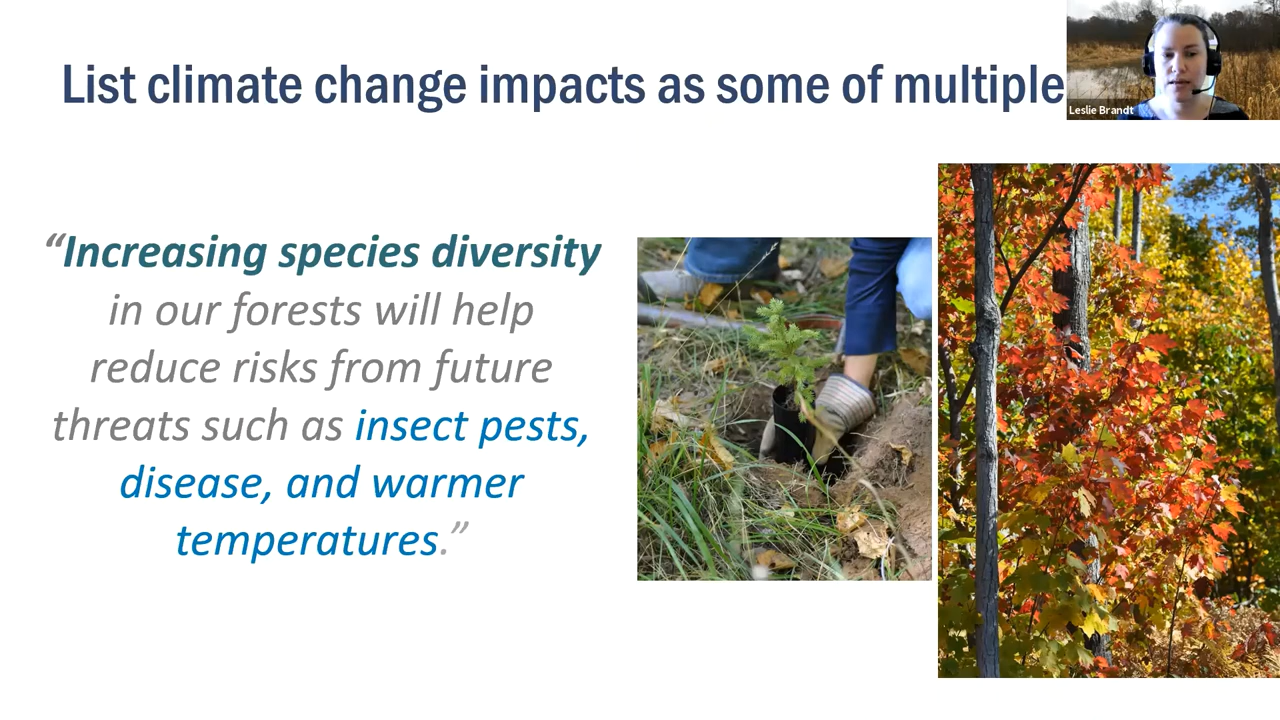 List climate change impacts as some of multiple
Leslie Brandt
“Increasing species diversity
in our forests will help
reduce risks from future
threats such as insect pests,
disease, and warmer
temperatures.”